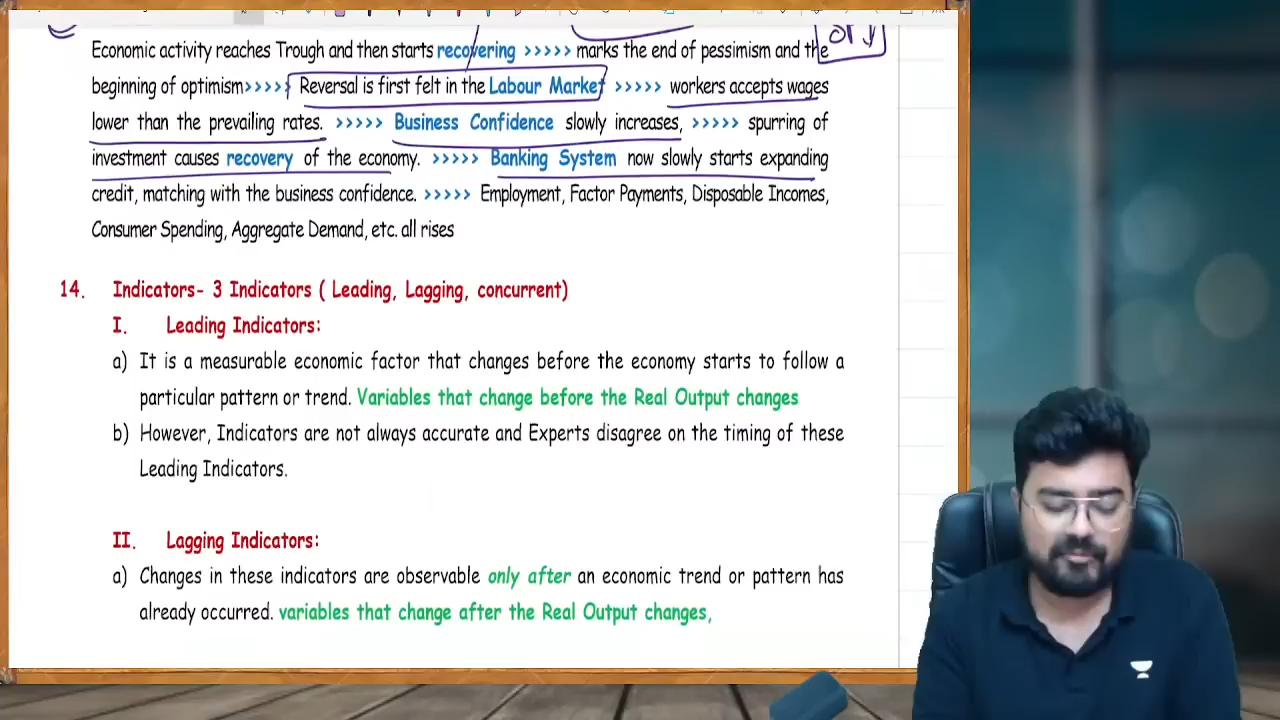 Economic activity reaches Trough and then starts recovering >>>>> marks the end of pessimism and the
beginning of optimism>>>>> Reversal is first felt in the Labour Market >>>>> workers accepts wages
lower than the prevailing rates. >>>>> Business Confidence slowly increases, >>>>> spurring of
investment causes recovery of the economy. >>>>> Banking System now slowly starts expanding
credit, matching with the business confidence. >>>>> Employment, Factor Payments, Disposable Incomes,
Consumer Spending, Aggregate Demand, etc. all rises
14. Indicators- 3 Indicators ( Leading, Lagging, concurrent)
I. Leading Indicators:
a) It is a measurable economic factor that changes before the economy starts to follow a
particular pattern or trend. Variables that change before the Real Output changes
b) However, Indicators are not always accurate and Experts disagree on the timing of these
Leading Indicators.
II. Lagging Indicators:
a) Changes in these indicators are observable only after an economic trend or pattern has
already occurred. variables that change after the Real Output changes,